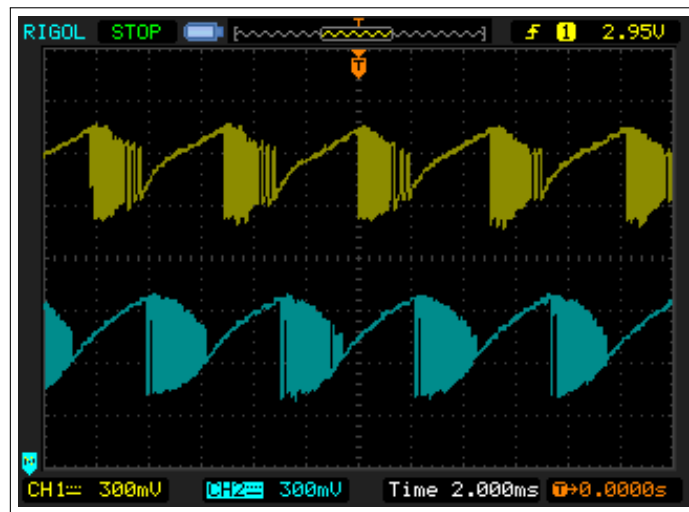 RIGOL STOP T f 1 2.95V
T
CH1 300mV CH2 300mV Time 2.000ms T→0.0000s